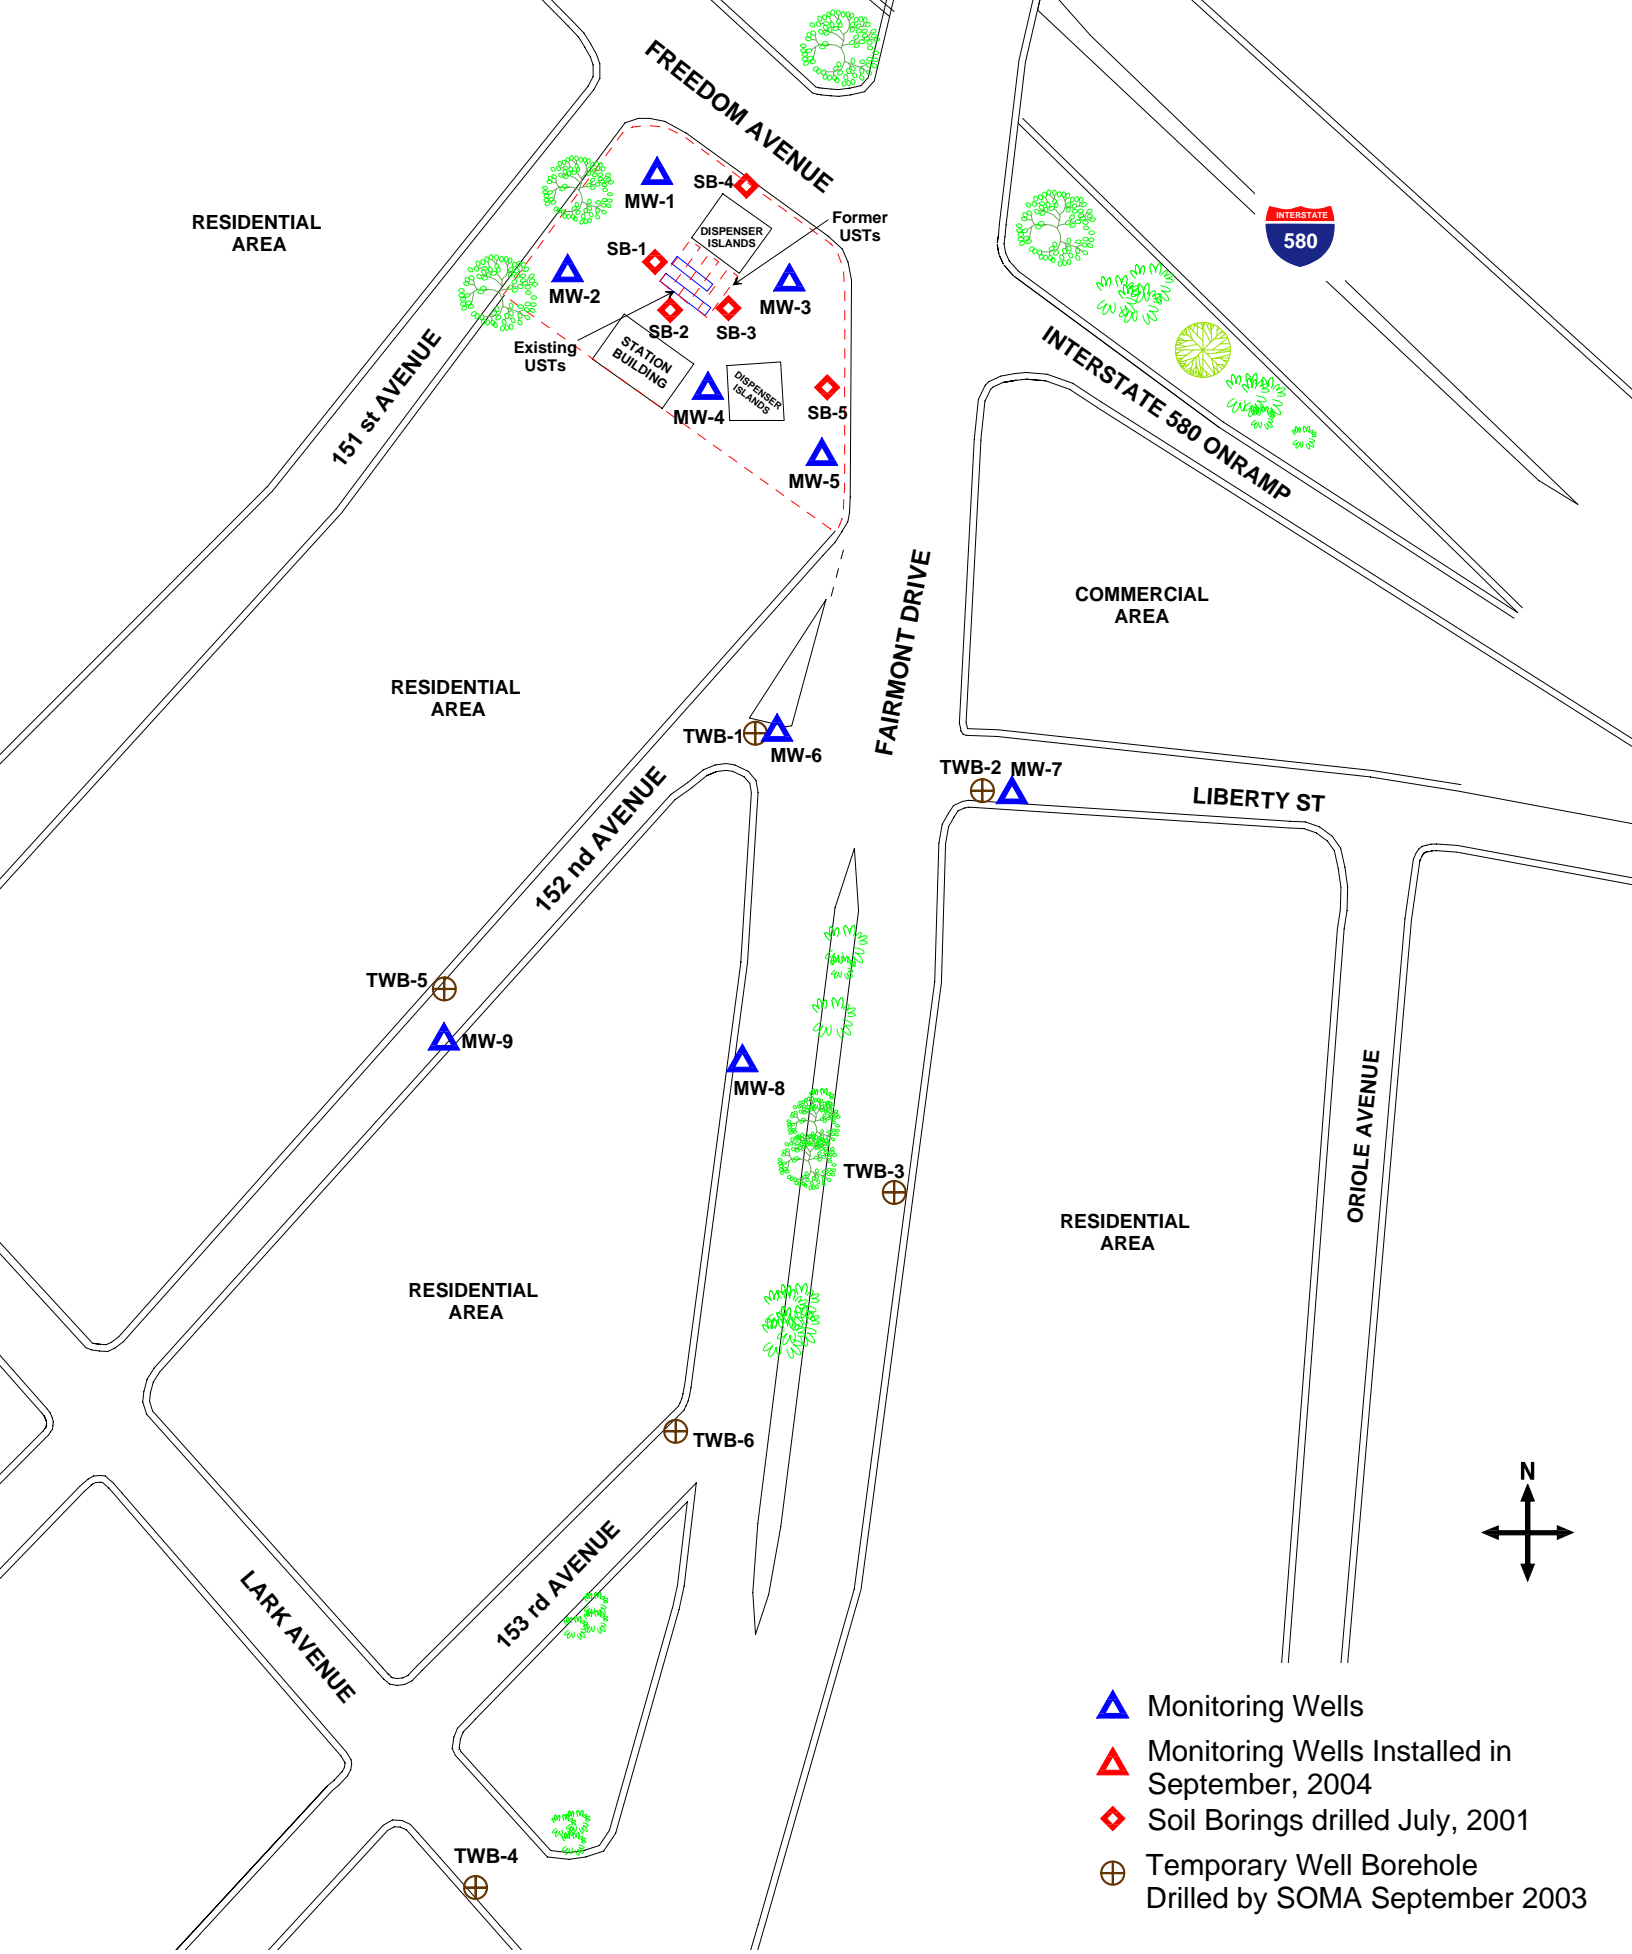 FREEDOM AVENUE
RESIDENTIAL
AREA
MW-1
SB-4
DISPENSER
ISLANDS
Former
USTs
SB-1
MW-2
MW-3
SB-2
SB-3
Existing
USTs
STATION
BUILDING
DISPENSER
ISLANDS
MW-4
SB-5
MW-5
151 st AVENUE
INTERSTATE
580
INTERSTATE 580 ONRAMP
COMMERCIAL
AREA
FAIRMONT DRIVE
RESIDENTIAL
AREA
TWB-1
MW-6
TWB-2
MW-7
LIBERTY ST
152 nd AVENUE
TWB-5
MW-9
MW-8
TWB-3
ORIOLE AVENUE
RESIDENTIAL
AREA
RESIDENTIAL
AREA
TWB-6
N
153 rd AVENUE
LARK AVENUE
TWB-4
Monitoring Wells
Monitoring Wells Installed in
September, 2004
Soil Borings drilled July, 2001
Temporary Well Borehole
Drilled by SOMA September 2003